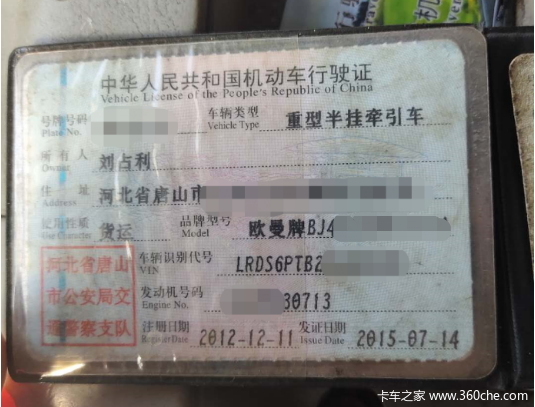 中华人民共和国机动车行驶证
Vehicle License of the People's Republic of China
号牌号码 Plate No. 车辆类型 Vehicle Type 重型半挂牵引车
所有人 Owner 刘占利
住址 Address 河北省唐山市
使用性质 Use Character 货运 品牌型号 Model 欧曼牌BJ4
车辆识别代号 VIN LRDS6PTB2
发动机号码 Engine No. 30713
注册日期 Register Date 2012-12-11 发证日期 Issue Date 2015-07-14
河北省唐山
市公安局交
通警察支队
卡车之家 www.360che.com